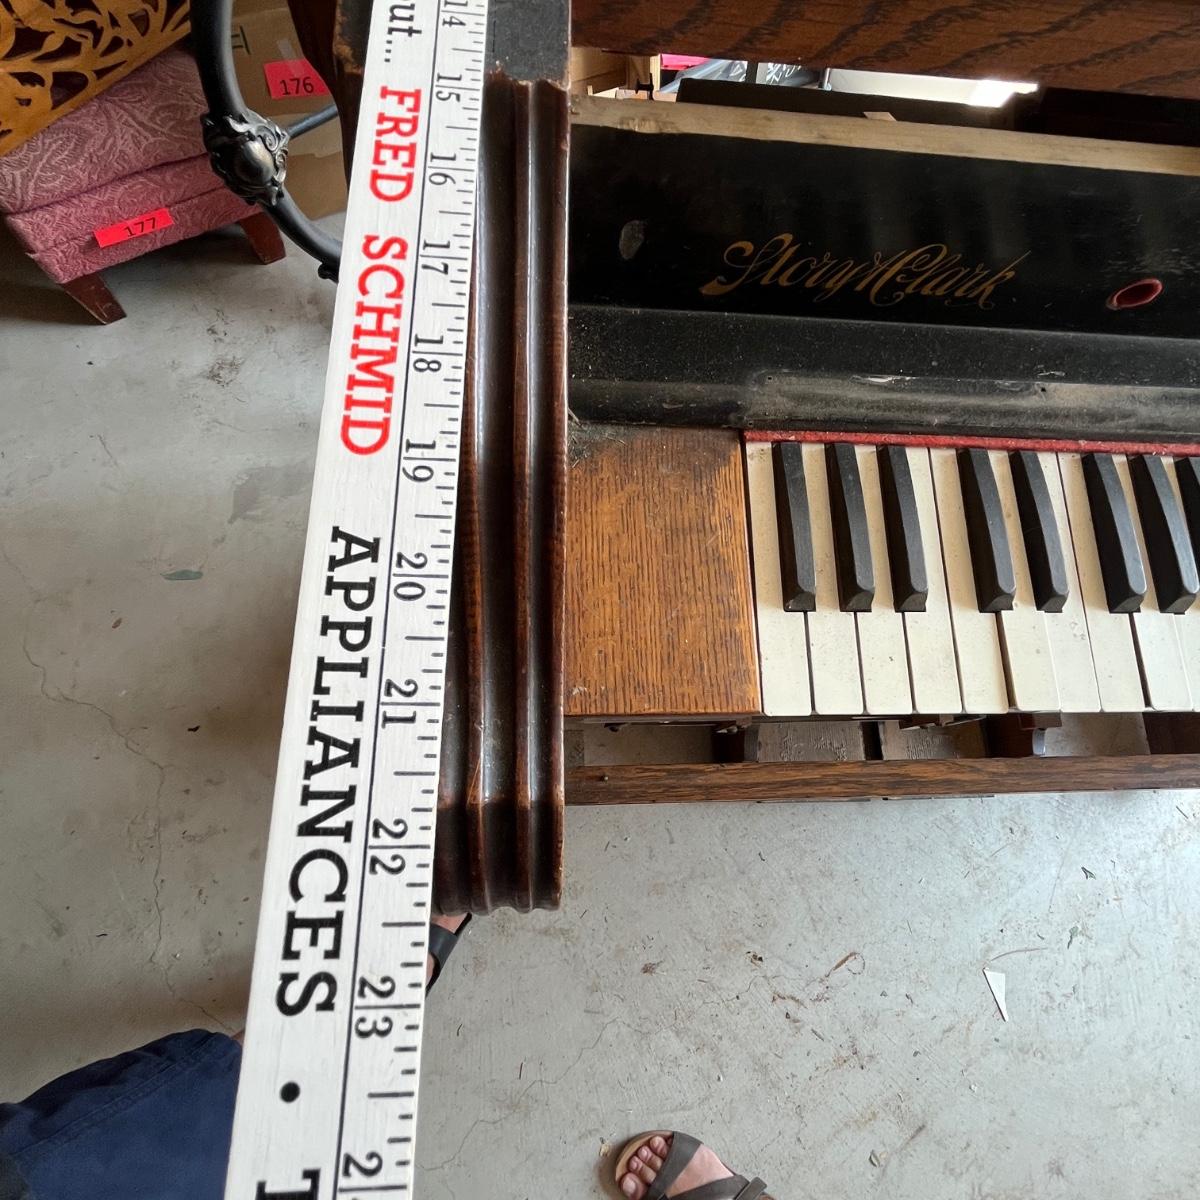 176
177
ut... FRED SCHMID APPLIANCES •
14 15 16 17 18 19 20 21 22 23
Story & Clark